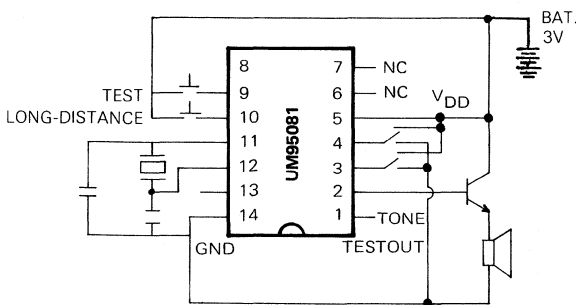 BAT.
3V
TEST
LONG-DISTANCE
8
9
10
11
12
13
14
UM95081
7
6
5
4
3
2
1
NC
NC
VDD
TONE
TESTOUT
GND